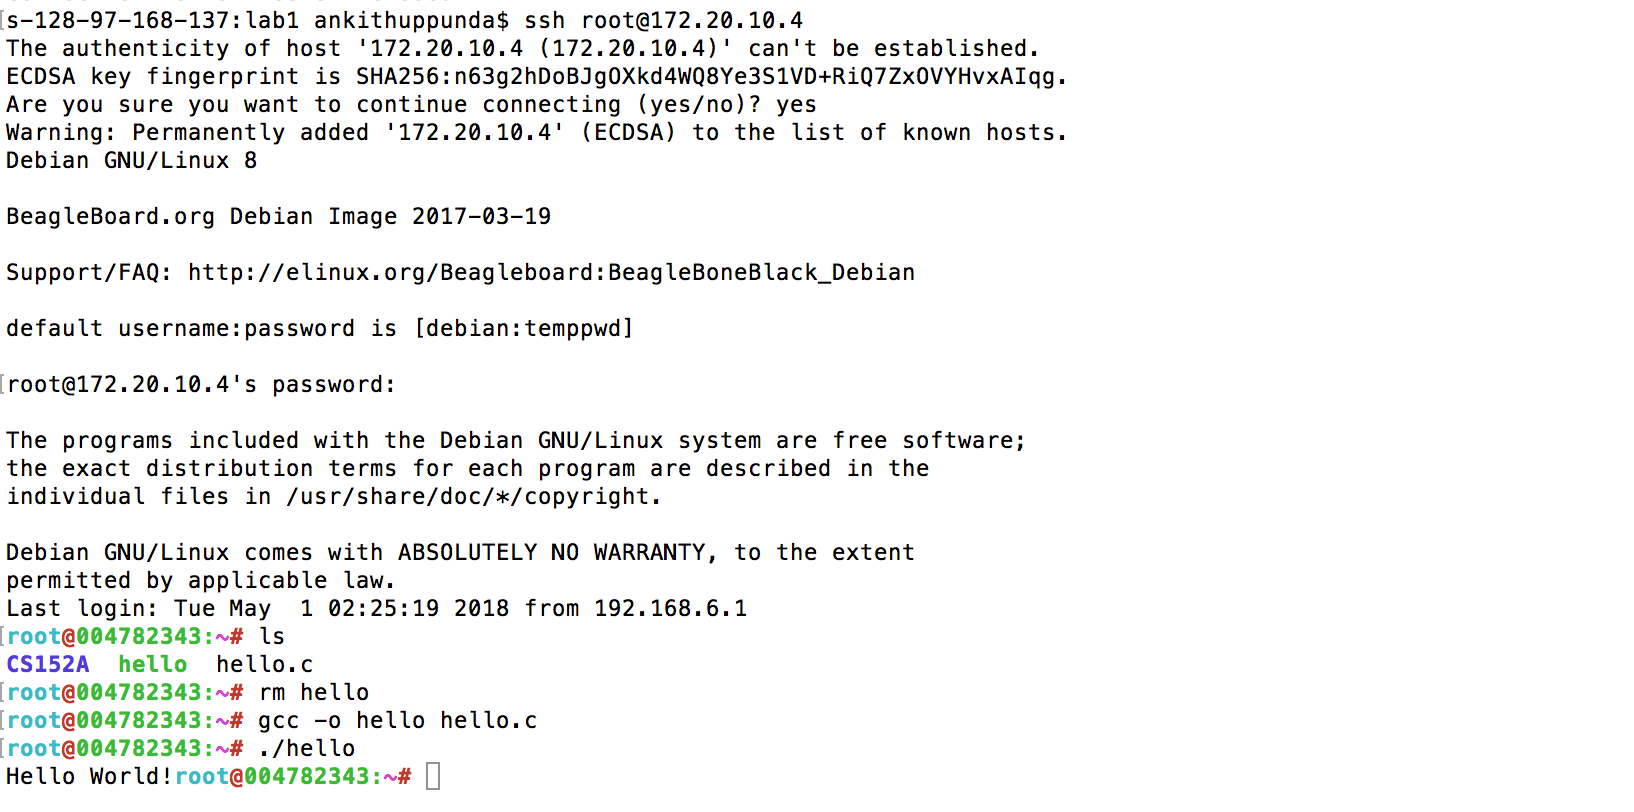 s-128-97-168-137:lab1 ankithuppunda$ ssh root@172.20.10.4
The authenticity of host '172.20.10.4 (172.20.10.4)' can't be established.
ECDSA key fingerprint is SHA256:n63g2hDoBJgOXkd4WQ8Ye3S1VD+RiQ7ZxOVYHvxAIqg.
Are you sure you want to continue connecting (yes/no)? yes
Warning: Permanently added '172.20.10.4' (ECDSA) to the list of known hosts.
Debian GNU/Linux 8
BeagleBoard.org Debian Image 2017-03-19
Support/FAQ: http://elinux.org/Beagleboard:BeagleBoneBlack_Debian
default username:password is [debian:temppwd]
root@172.20.10.4's password:
The programs included with the Debian GNU/Linux system are free software;
the exact distribution terms for each program are described in the
individual files in /usr/share/doc/*/copyright.
Debian GNU/Linux comes with ABSOLUTELY NO WARRANTY, to the extent
permitted by applicable law.
Last login: Tue May  1 02:25:19 2018 from 192.168.6.1
root@004782343:~# ls
CS152A  hello  hello.c
root@004782343:~# rm hello
root@004782343:~# gcc -o hello hello.c
root@004782343:~# ./hello
Hello World!root@004782343:~#